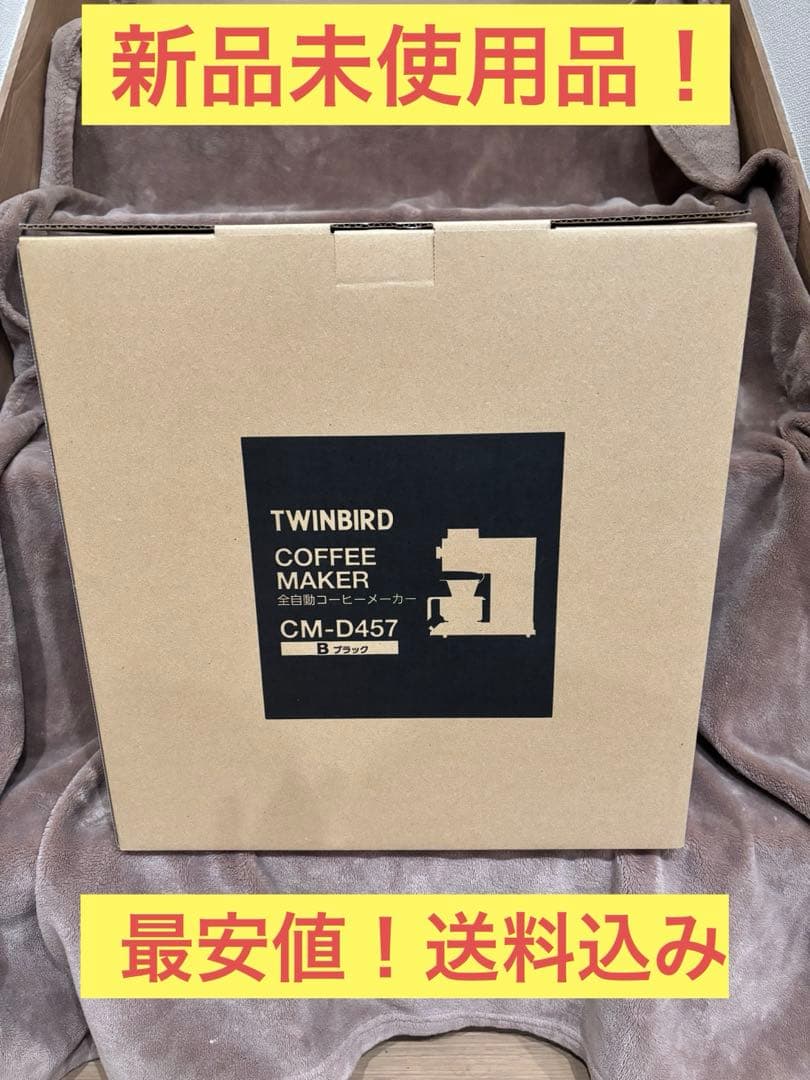 新品未使用品！
TWINBIRD
COFFEE
MAKER
全自動コーヒーメーカー
CM-D457
B ブラック
最安値！送料込み